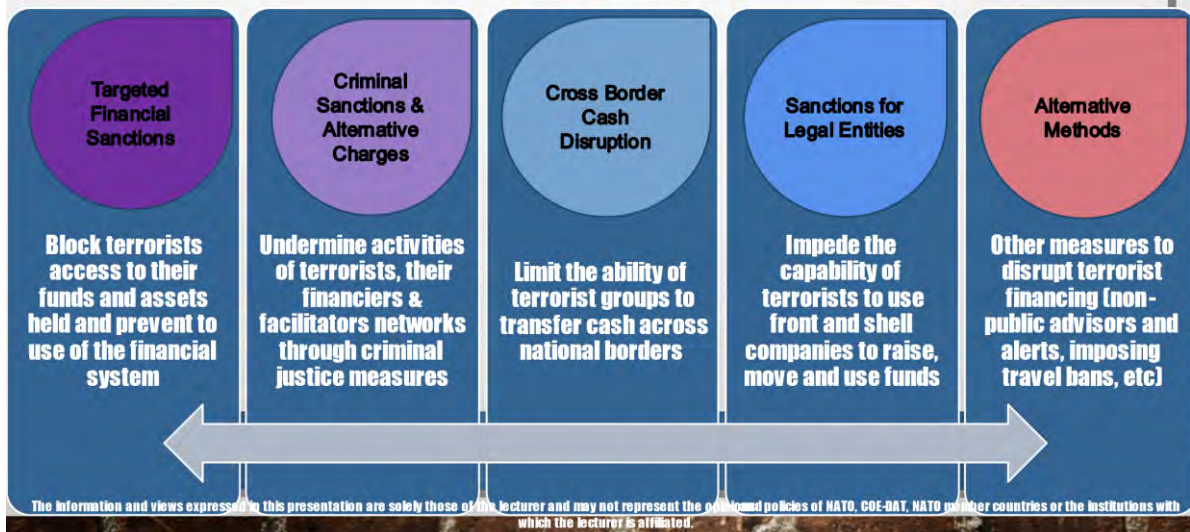 Targeted
Financial
Sanctions
Block terrorists
access to their
funds and assets
held and prevent to
use of the financial
system
Criminal
Sanctions &
Alternative
Charges
Undermine activities
of terrorists, their
financiers &
facilitators networks
through criminal
justice measures
Cross Border
Cash
Disruption
Limit the ability of
terrorist groups to
transfer cash across
national borders
Sanctions for
Legal Entities
Impede the
capability of
terrorists to use
front and shell
companies to raise,
move and use funds
Alternative
Methods
Other measures to
disrupt terrorist
financing (non-
public advisors and
alerts, imposing
travel bans, etc)
The information and views expressed in this presentation are solely those of the lecturer and may not represent the and policies of NATO, COE-DAT, NATO member countries or the institutions with
which the lecturer is affiliated.